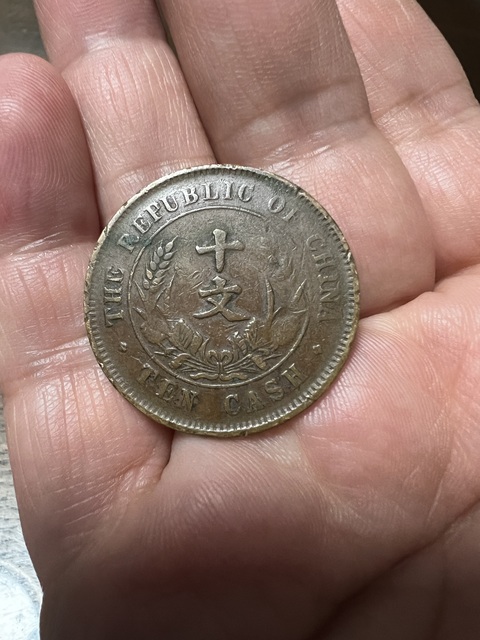 THE REPUBLIC OF CHINA
十
文
TEN CASH